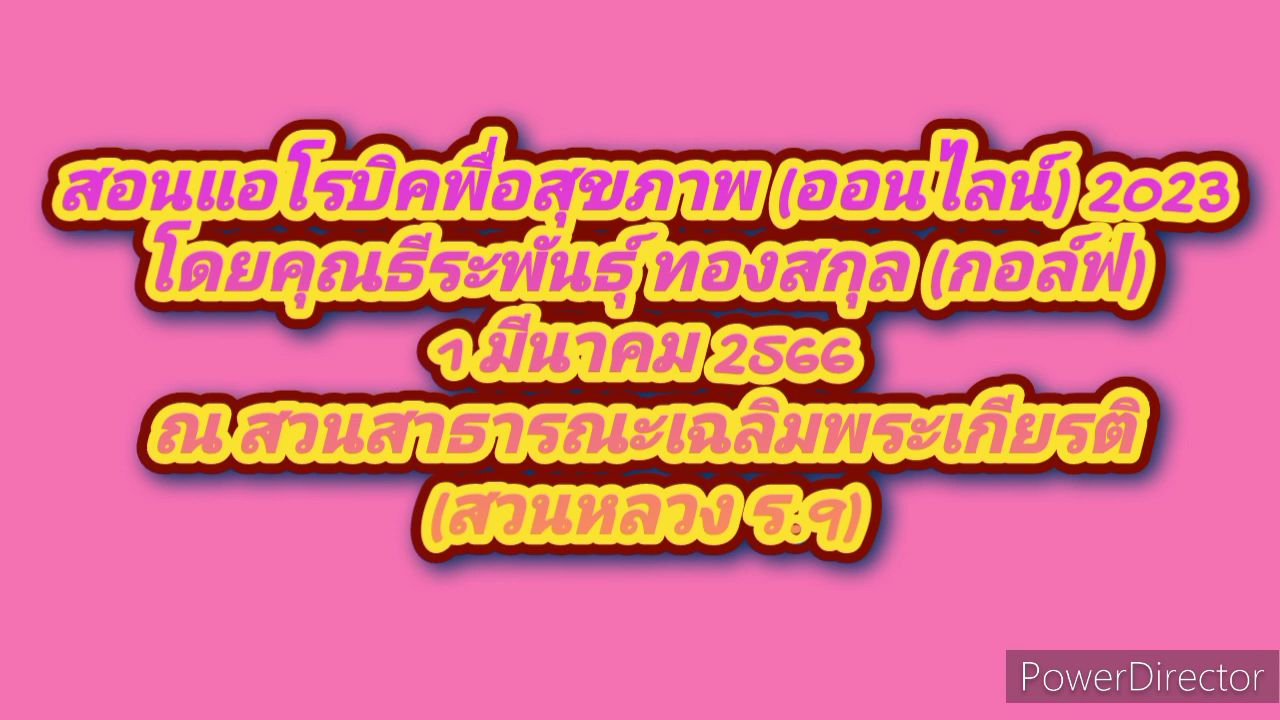 สอนแอโรบิคพื่อสุขภาพ (ออนไลน์) 2023
โดยคุณธีระพันธุ์ ทองสกุล (กอล์ฟ)
1 มีนาคม 2566
ณ สวนสาธารณะเฉลิมพระเกียรติ
(สวนหลวง ร.9)
PowerDirector